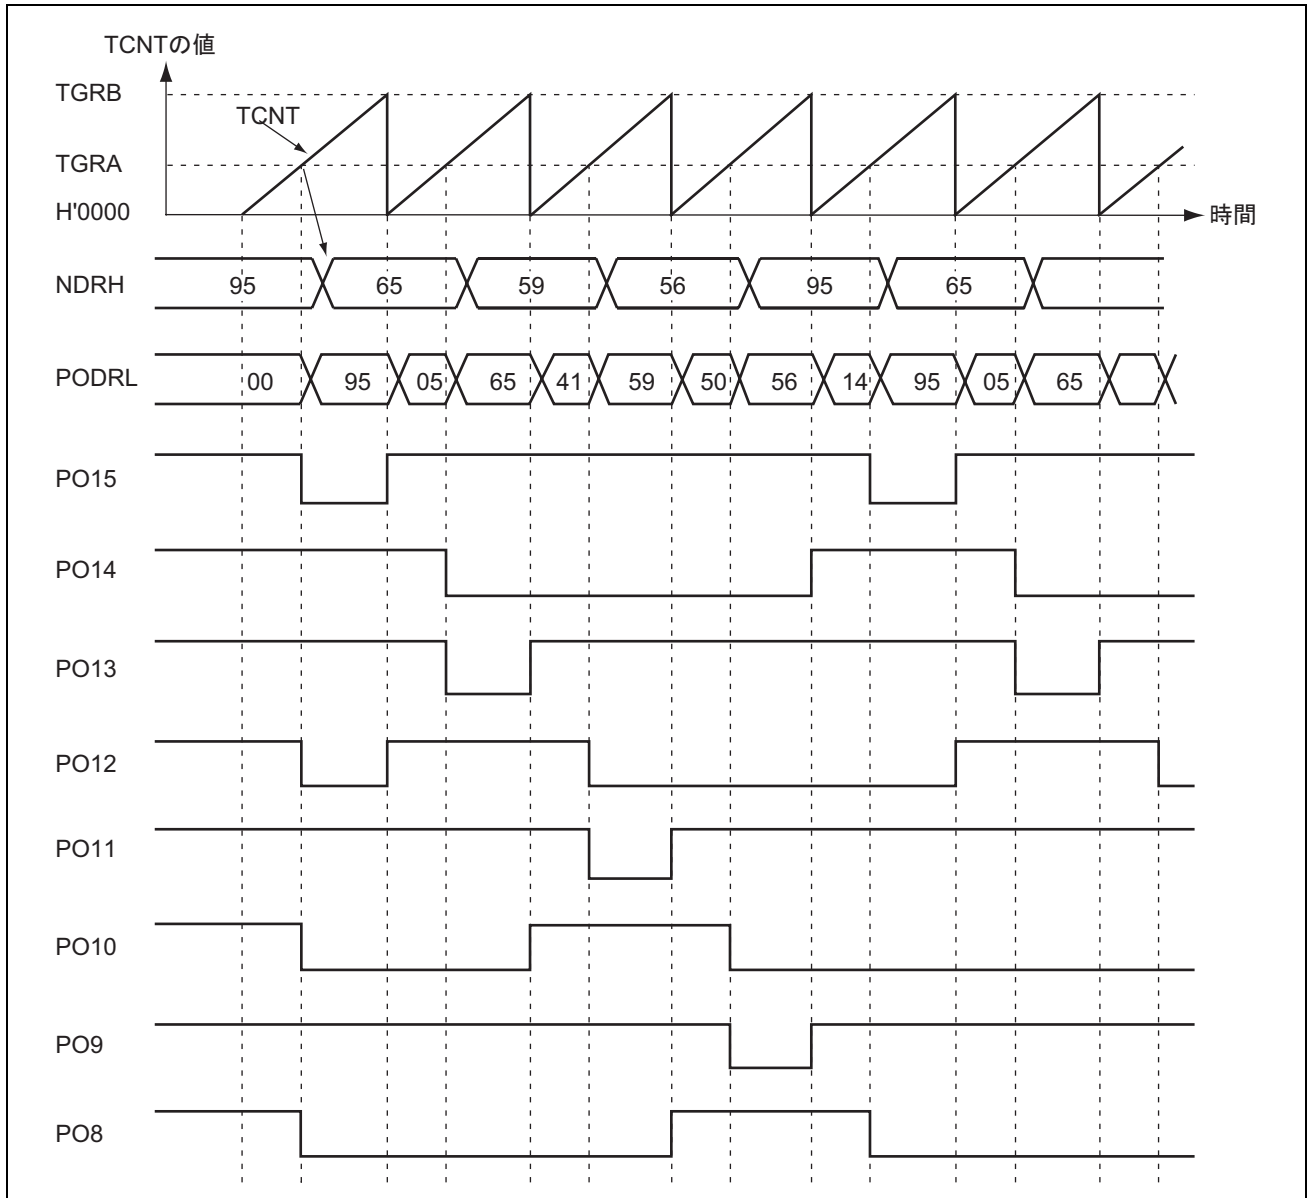 TCNTの値
TGRB
TCNT
TGRA
H'0000
時間
NDRH 95 65 59 56 95 65
PODRL 00 95 05 65 41 59 50 56 14 95 05 65
PO15
PO14
PO13
PO12
PO11
PO10
PO9
PO8